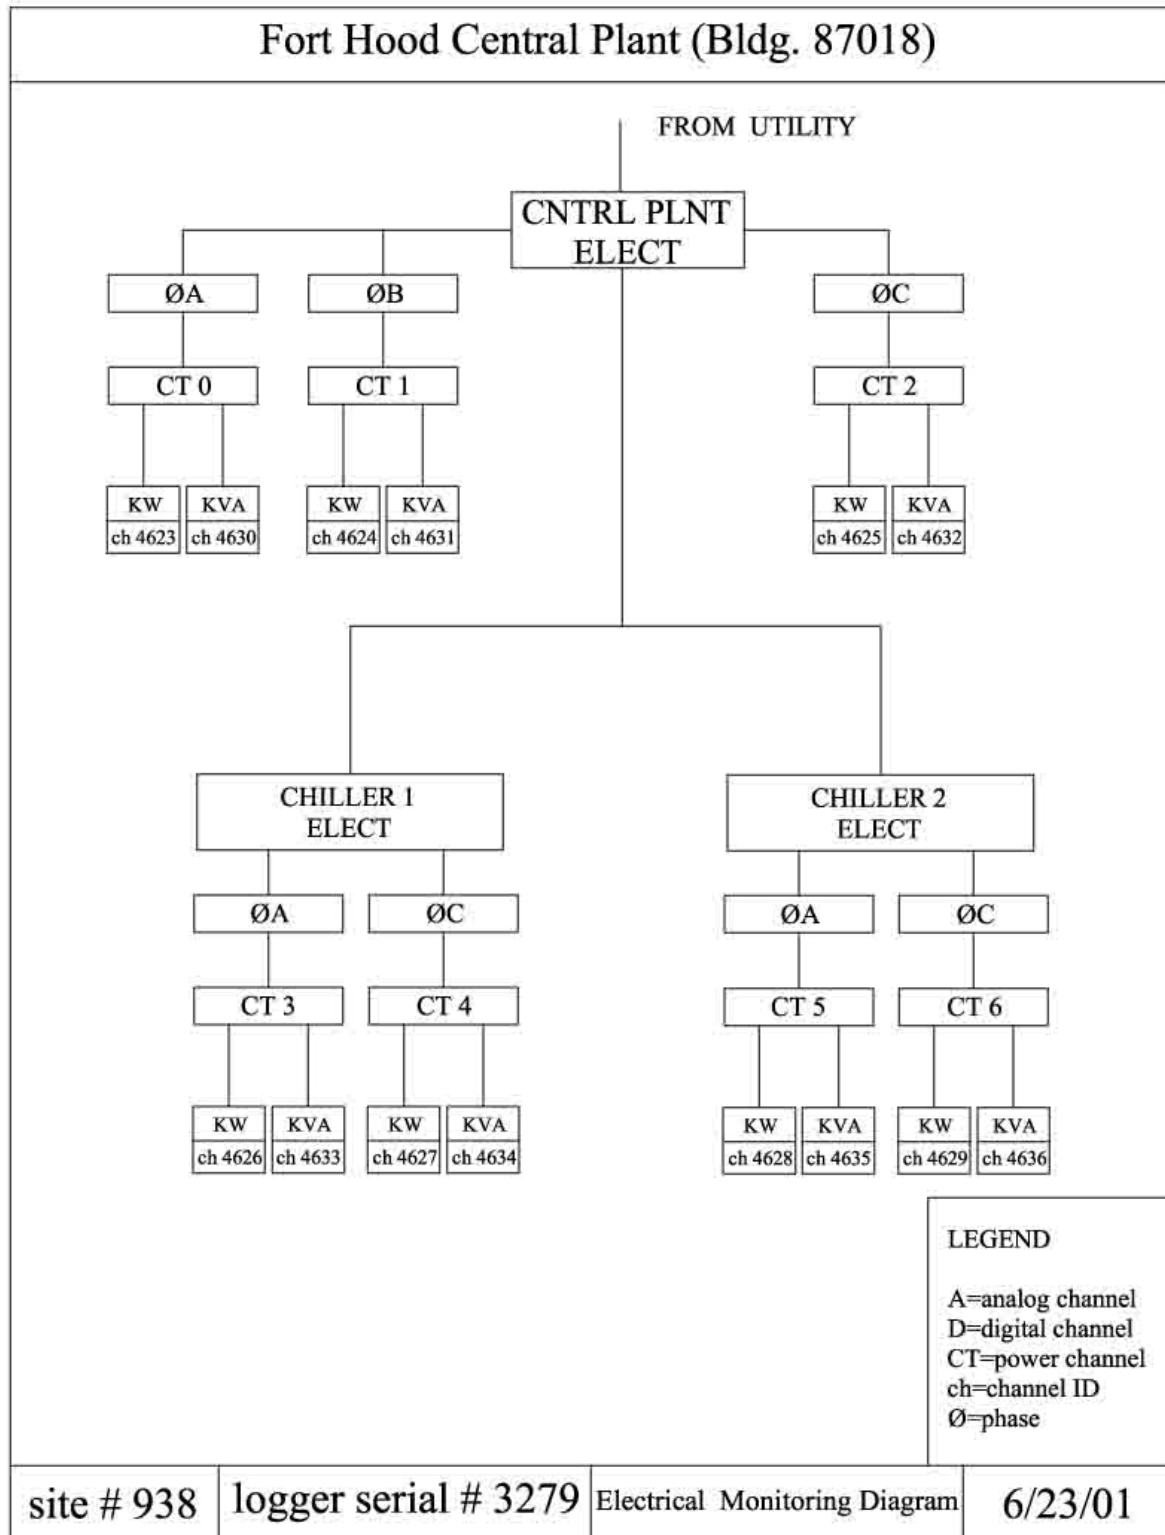 Fort Hood Central Plant (Bldg. 87018)
FROM UTILITY
CNTRL PLNT
ELECT
ØA
ØB
ØC
CT 0
CT 1
CT 2
KW
KVA
KW
KVA
KW
KVA
ch 4623
ch 4630
ch 4624
ch 4631
ch 4625
ch 4632
CHILLER 1
ELECT
CHILLER 2
ELECT
ØA
ØC
ØA
ØC
CT 3
CT 4
CT 5
CT 6
KW
KVA
KW
KVA
KW
KVA
KW
KVA
ch 4626
ch 4633
ch 4627
ch 4634
ch 4628
ch 4635
ch 4629
ch 4636
LEGEND
A=analog channel
D=digital channel
CT=power channel
ch=channel ID
Ø=phase
site # 938
logger serial # 3279
Electrical Monitoring Diagram
6/23/01